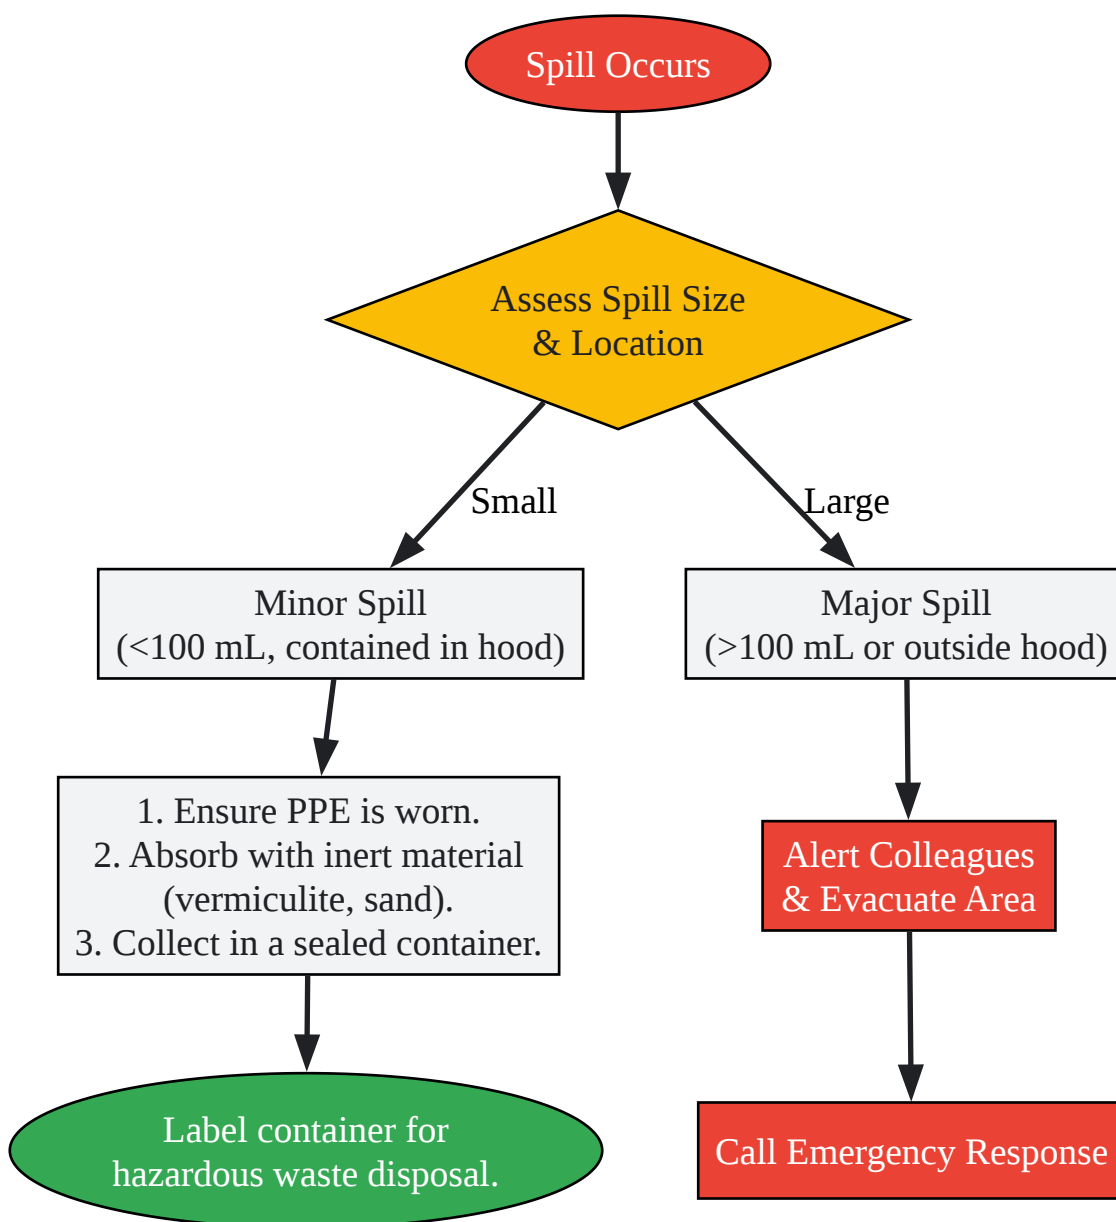 Spill Occurs
Assess Spill Size
& Location
Small
Large
Minor Spill
(<100 mL, contained in hood)
Major Spill
(>100 mL or outside hood)
1. Ensure PPE is worn.
2. Absorb with inert material
(vermiculite, sand).
3. Collect in a sealed container.
Alert Colleagues
& Evacuate Area
Label container for
hazardous waste disposal.
Call Emergency Response